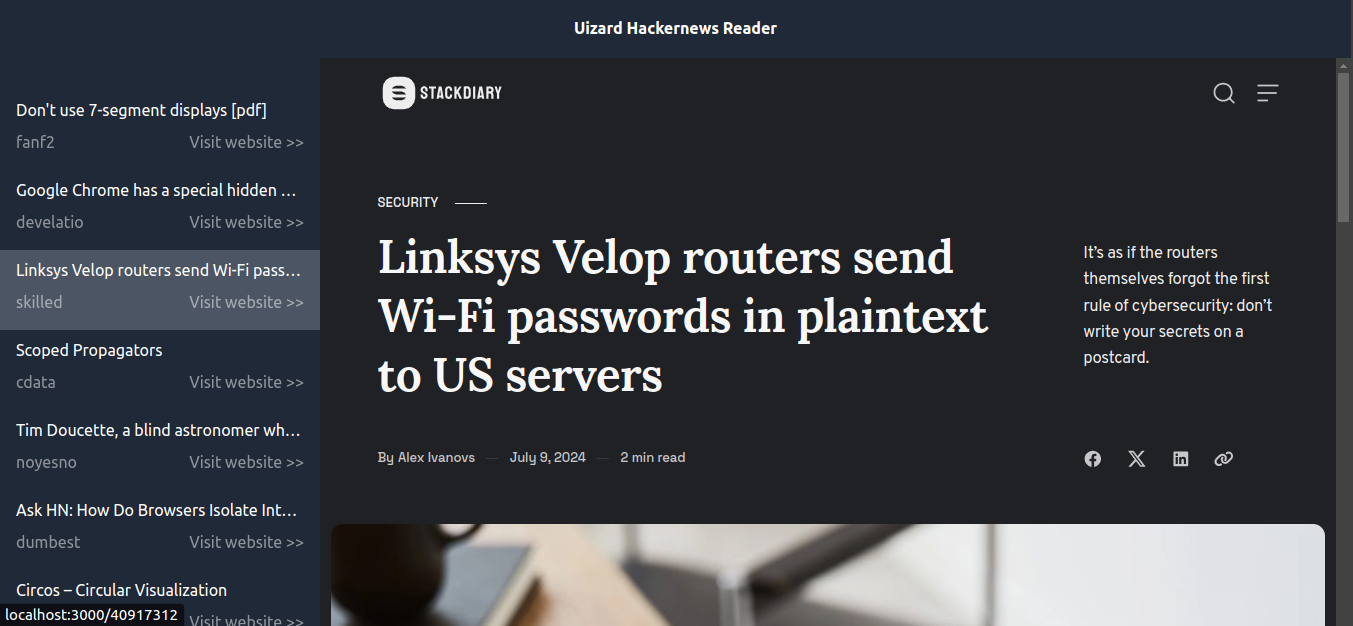 Uizard Hackernews Reader
Don't use 7-segment displays [pdf]
fanf2 Visit website >>
Google Chrome has a special hidden …
develatio Visit website >>
Linksys Velop routers send Wi-Fi pass…
skilled Visit website >>
Scoped Propagators
cdata Visit website >>
Tim Doucette, a blind astronomer wh…
noyesno Visit website >>
Ask HN: How Do Browsers Isolate Int…
dumbest Visit website >>
Circos – Circular Visualization
Visit website >>
localhost:3000/40917312
STACKDIARY
SECURITY
Linksys Velop routers send
Wi-Fi passwords in plaintext
to US servers
It's as if the routers
themselves forgot the first
rule of cybersecurity: don't
write your secrets on a
postcard.
By Alex Ivanovs — July 9, 2024 — 2 min read